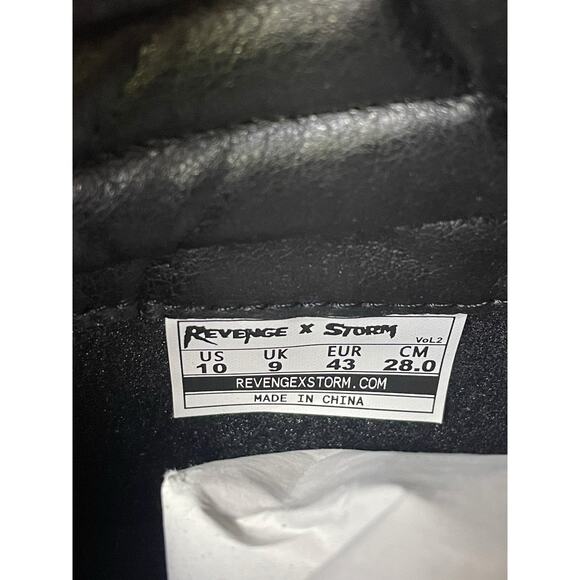 REVENGE X STORM
VoL2
US UK EUR CM
10 9 43 28.0
REVENGEXSTORM.COM
MADE IN CHINA